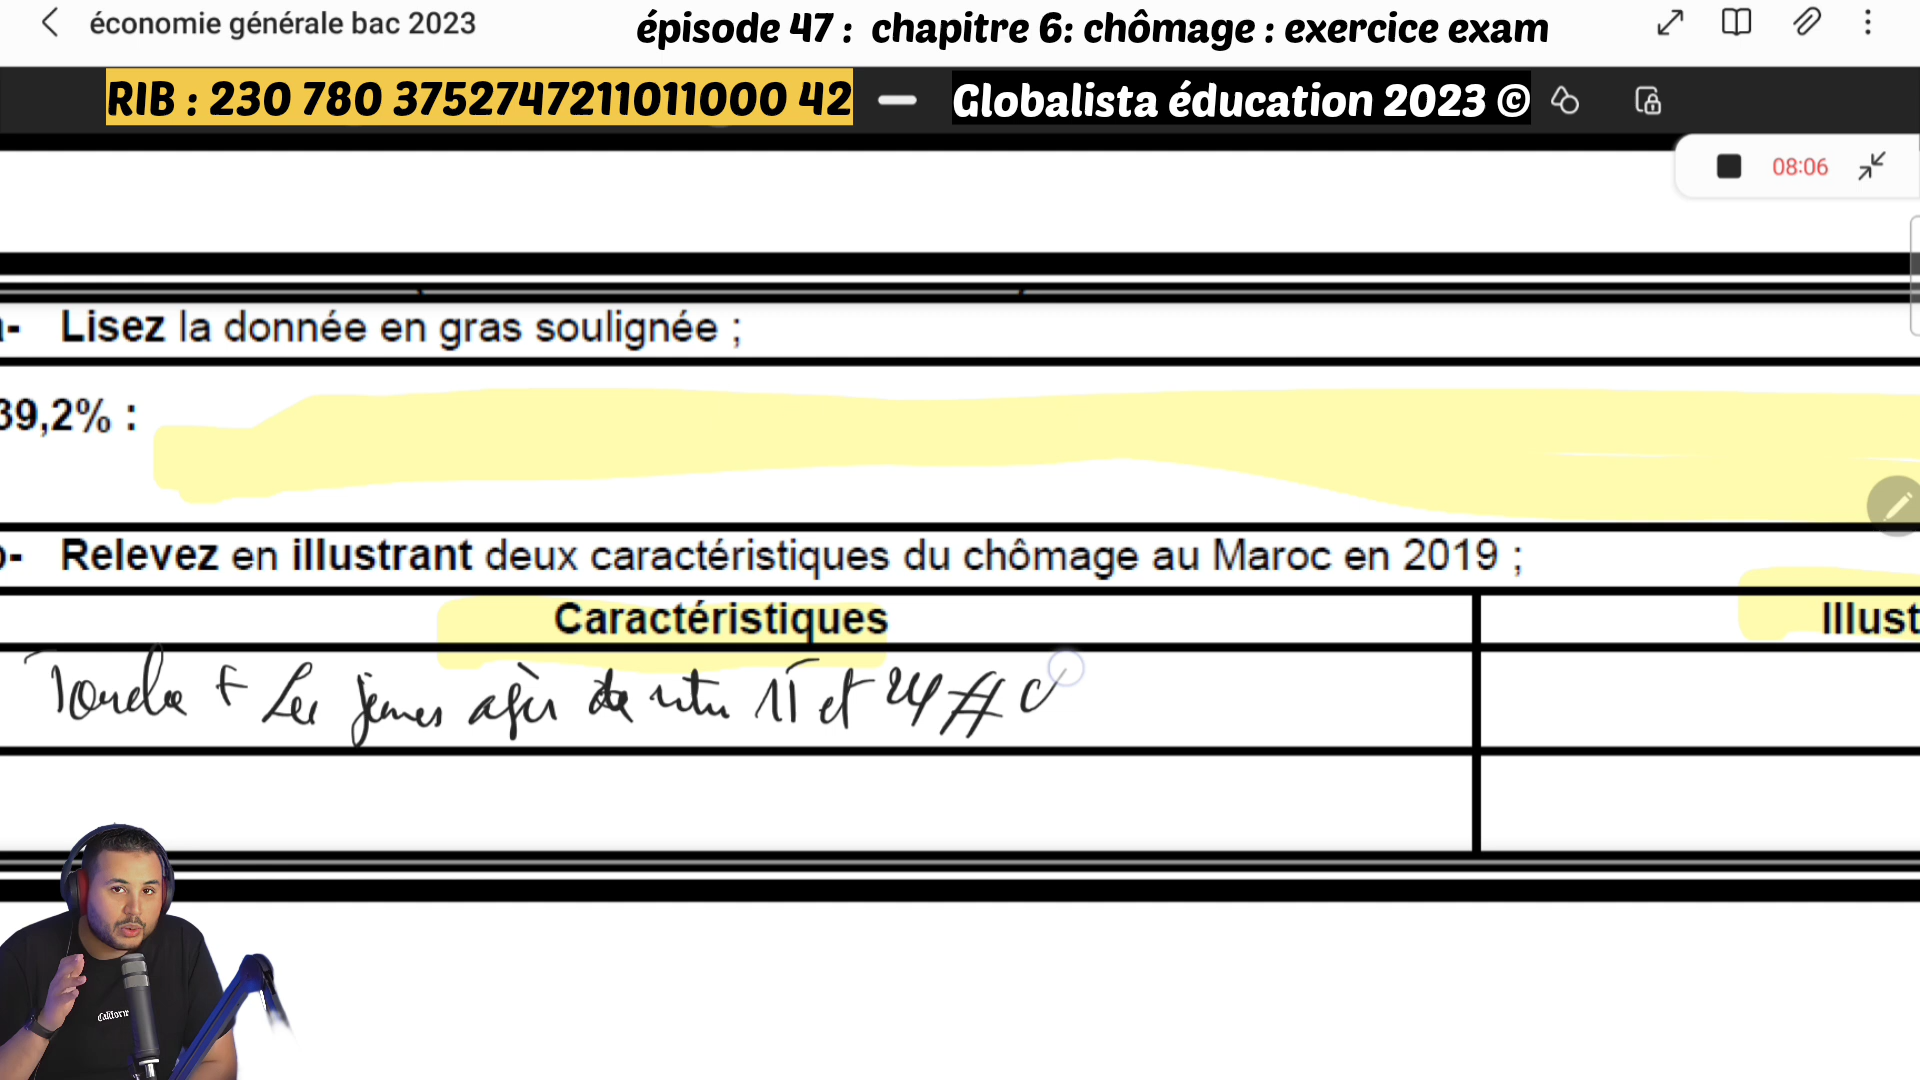 économie générale bac 2023
épisode 47 : chapitre 6: chômage : exercice exam
RIB : 230 780 3752747211011000 42
Globalista éducation 2023 ©
08:06
Lisez la donnée en gras soulignée ;
39,2% :
Relevez en illustrant deux caractéristiques du chômage au Maroc en 2019 ;
Caractéristiques
Illust
Touche + Les jeunes agés de entre 15 et 24 #